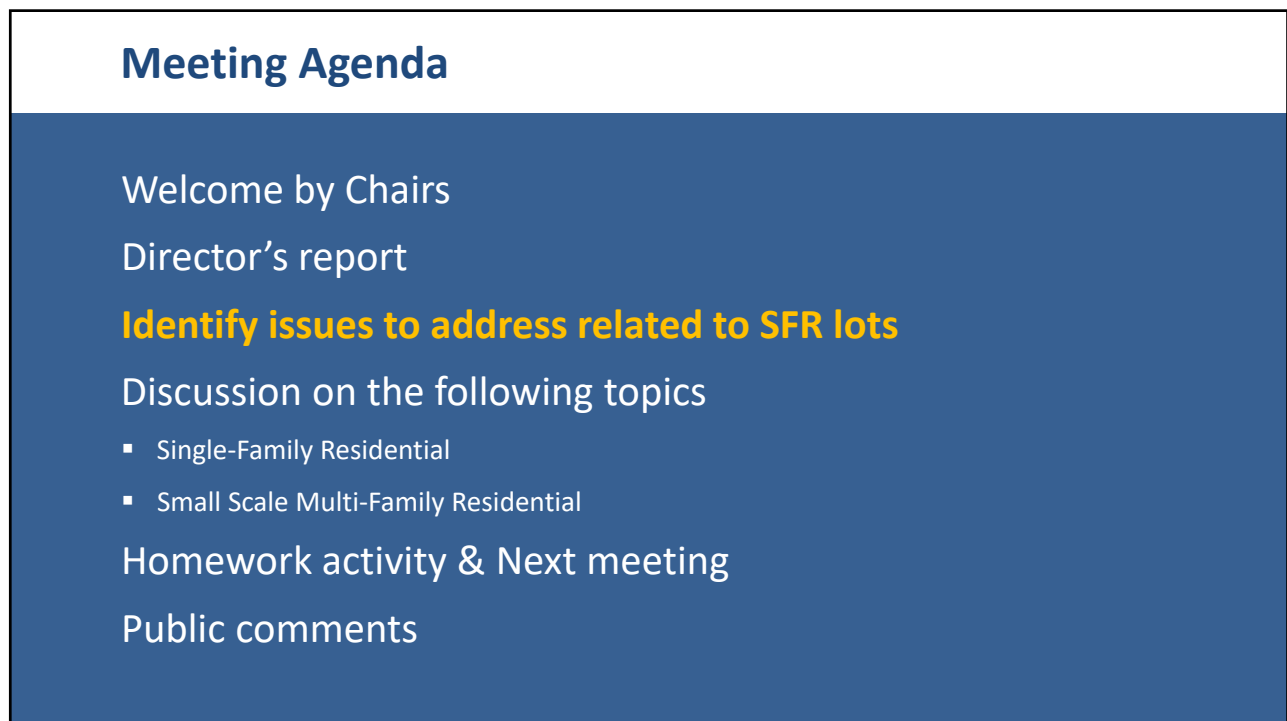 Meeting Agenda
Welcome by Chairs
Director’s report
Identify issues to address related to SFR lots
Discussion on the following topics
▪ Single-Family Residential
▪ Small Scale Multi-Family Residential
Homework activity & Next meeting
Public comments